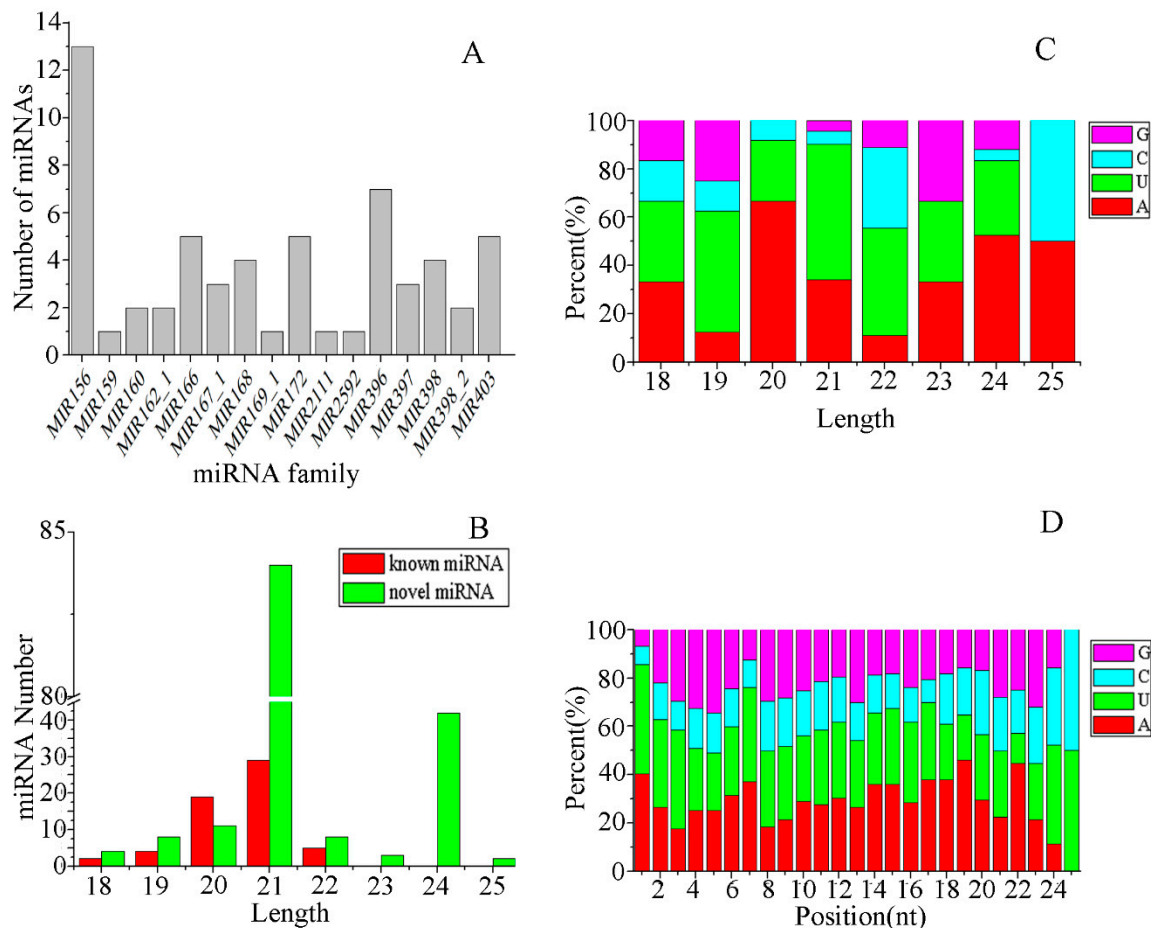 A
14
12
10
8
6
4
2
0
Number of miRNAs
MIR156
MIR159
MIR160
MIR162_1
MIR166
MIR167_1
MIR168
MIR169_1
MIR172
MIR2111
MIR2592
MIR396
MIR397
MIR398
MIR398_2
MIR403
miRNA family
C
100
80
60
40
20
0
Percent(%)
18 19 20 21 22 23 24 25
Length
G
C
U
A
B
85
80
40
30
20
10
0
miRNA Number
known miRNA
novel miRNA
18 19 20 21 22 23 24 25
Length
D
100
80
60
40
20
0
Percent(%)
2 4 6 8 10 12 14 16 18 20 22 24
Position(nt)
G
C
U
A